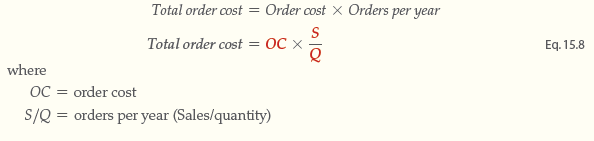 Total order cost = Order cost × Orders per year
Total order cost = OC × S/Q Eq. 15.8
where
OC = order cost
S/Q = orders per year (Sales/quantity)